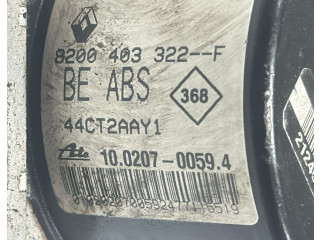 8200 403 322--F
BE ABS
368
44CT2AAY1
Ate 10.0207-0059.4